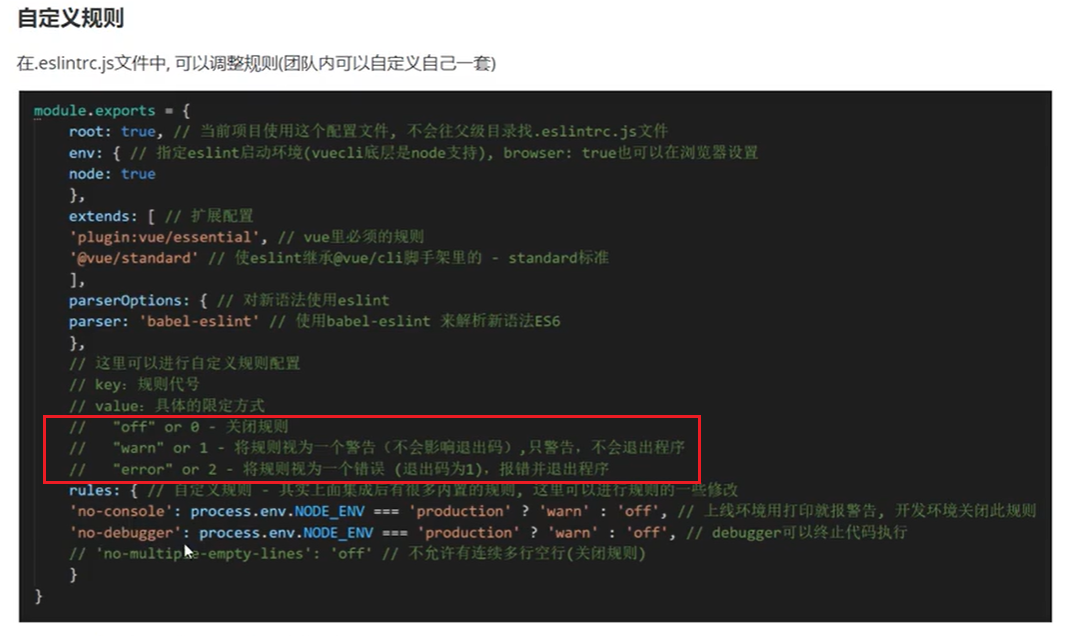 自定义规则
在.eslintrc.js文件中, 可以调整规则(团队内可以自定义自己一套)
module.exports = {
root: true, // 当前项目使用这个配置文件, 不会往父级目录找.eslintrc.js文件
env: { // 指定eslint启动环境(vuecli底层是node支持), browser: true也可以在浏览器设置
node: true
},
extends: [ // 扩展配置
'plugin:vue/essential', // vue里必须的规则
'@vue/standard' // 使eslint继承@vue/cli脚手架里的 - standard标准
],
parserOptions: { // 对新语法使用eslint
parser: 'babel-eslint' // 使用babel-eslint 来解析新语法ES6
},
// 这里可以进行自定义规则配置
// key：规则代号
// value：具体的限定方式
// "off" or 0 - 关闭规则
// "warn" or 1 - 将规则视为一个警告（不会影响退出码）,只警告，不会退出程序
// "error" or 2 - 将规则视为一个错误 (退出码为1)，报错并退出程序
rules: { // 自定义规则 - 其实上面集成后有很多内置的规则, 这里可以进行规则的一些修改
'no-console': process.env.NODE_ENV === 'production' ? 'warn' : 'off', // 上线环境用打印就报警告, 开发环境关闭此规则
'no-debugger': process.env.NODE_ENV === 'production' ? 'warn' : 'off', // debugger可以终止代码执行
// 'no-multiple-empty-lines': 'off' // 不允许有连续多行空行(关闭规则)
}
}